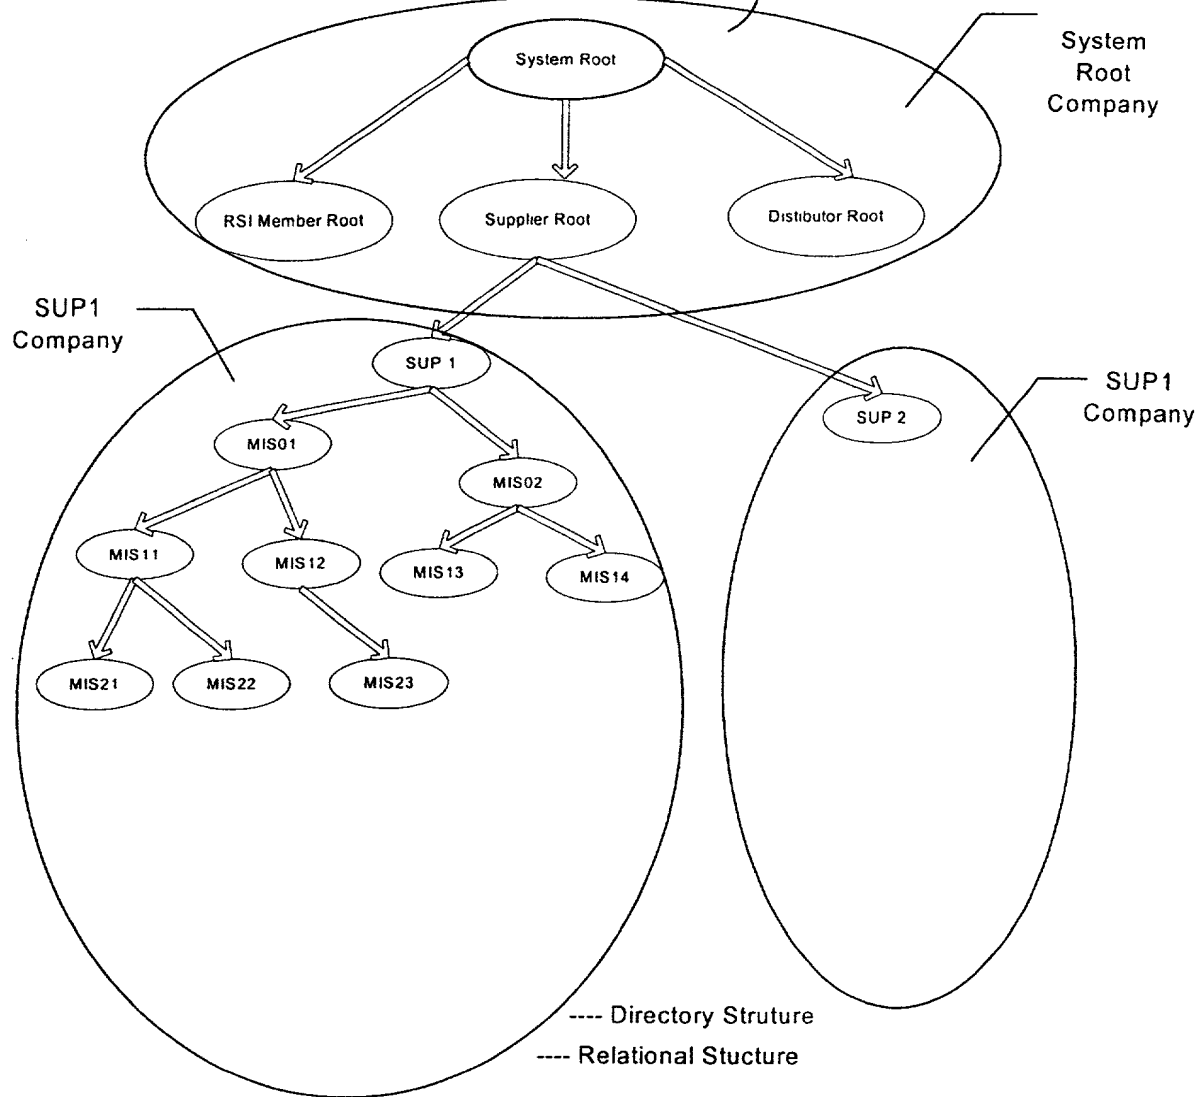 System Root
System
Root
Company
RSI Member Root
Supplier Root
Distibutor Root
SUP1
Company
SUP 1
SUP1
Company
SUP 2
MIS01
MIS02
MIS11
MIS12
MIS13
MIS14
MIS21
MIS22
MIS23
---- Directory Struture
---- Relational Stucture